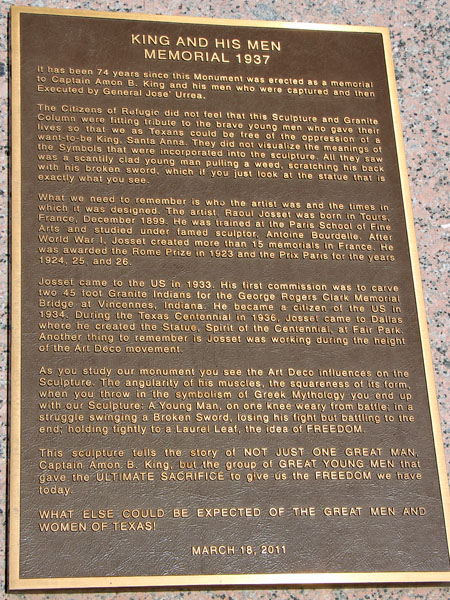 KING AND HIS MEN
MEMORIAL 1937
It has been 74 years since this Monument was erected as a memorial
to Captain Amon B. King and his men who were captured and then
Executed by General Jose' Urrea.
The Citizens of Refugio did not feel that this Sculpture and Granite
Column were fitting tribute to the brave young men who gave their
lives so that we as Texans could be free of the oppression of a
want-to-be King, Santa Anna. They did not visualize the meanings of
the Symbols that were incorporated into the sculpture. All they saw
was a scantily clad young man pulling a weed, scratching his back
with his broken sword, which if you just look at the statue that is
exactly what you see.
What we need to remember is who the artist was and the times in
which it was designed. The artist, Raoul Josset was born in Tours,
France, December 1899. He was trained at the Paris School of Fine
Arts and studied under famed sculptor, Antoine Bourdelle. After
World War I, Josset created more than 15 memorials in France. He
was awarded the Rome Prize in 1923 and the Prix Paris for the years
1924, 25, and 26.
Josset came to the US in 1933. His first commission was to carve
two 45 foot Granite Indians for the George Rogers Clark Memorial
Bridge at Vincennes, Indiana. He became a citizen of the US in
1934. During the Texas Centennial in 1936, Josset came to Dallas
where he created the Statue, Spirit of the Centennial, at Fair Park.
Another thing to remember is Josset was working during the height
of the Art Deco movement.
As you study our monument you see the Art Deco influences on the
Sculpture. The angularity of his muscles, the squareness of its form,
when you throw in the symbolism of Greek Mythology you end up
with our Sculpture: A Young Man, on one knee weary from battle; in a
struggle swinging a Broken Sword, losing his fight but battling to the
end; holding tightly to a Laurel Leaf, the idea of FREEDOM.
This sculpture tells the story of NOT JUST ONE GREAT MAN,
Captain Amon B. King, but the group of GREAT YOUNG MEN that
gave the ULTIMATE SACRIFICE to give us the FREEDOM we have
today.
WHAT ELSE COULD BE EXPECTED OF THE GREAT MEN AND
WOMEN OF TEXAS!
MARCH 18, 2011